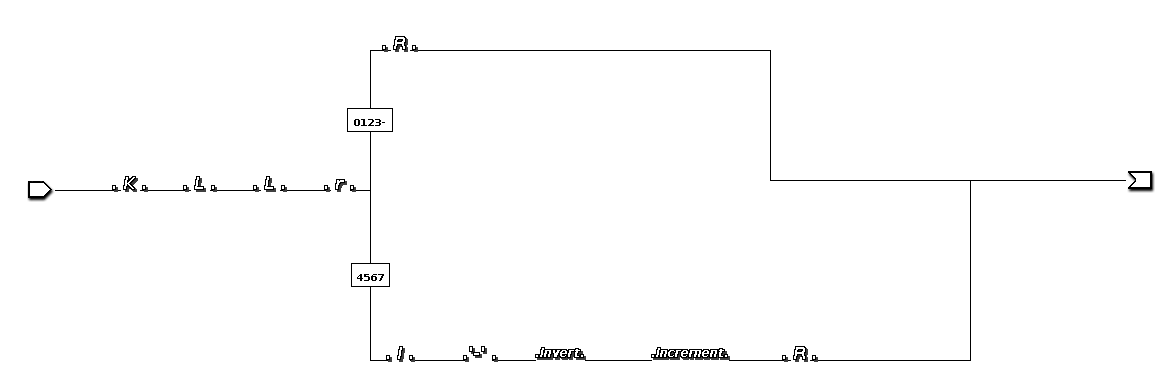 .R.
0123-
.K. .L. .L. .r.
4567
.I. .'-'. .Invert. .Increment. .R.